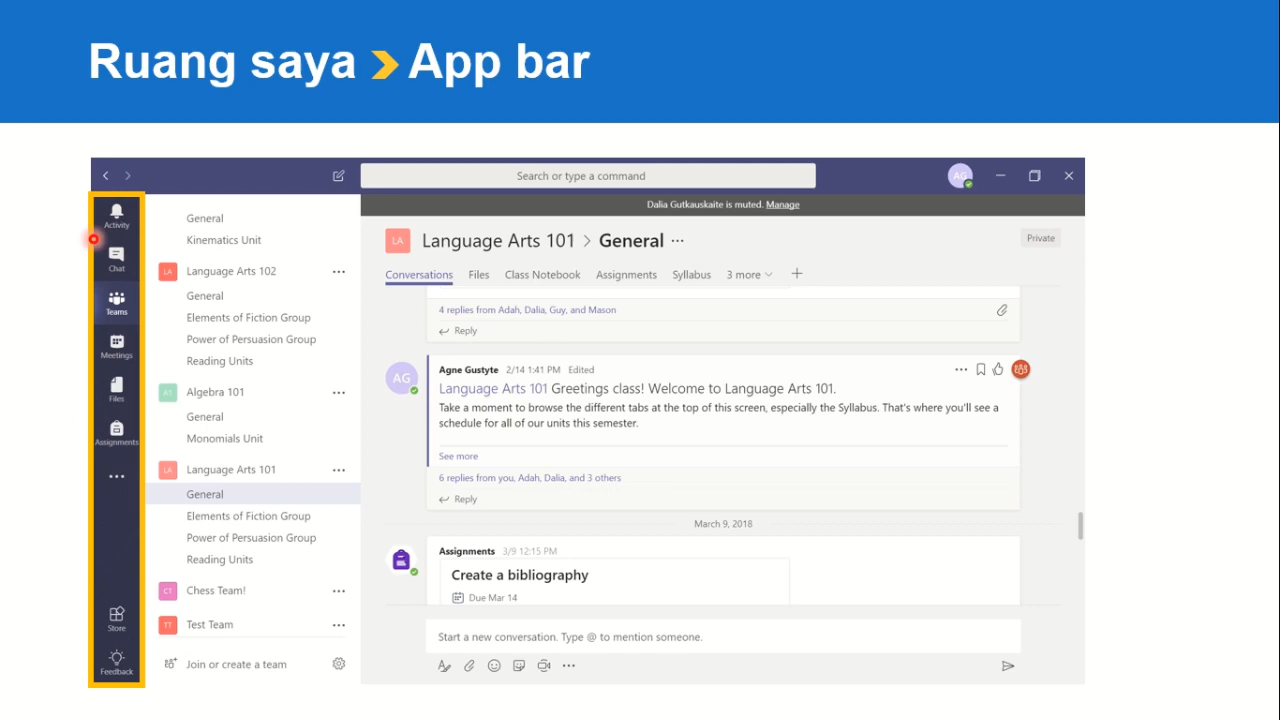 Ruang saya App bar
Search or type a command
AG
Dalia Gutkauskaite is muted. Manage
Activity
Chat
Teams
Meetings
Files
Assignments
Store
Feedback
General
Kinematics Unit
LA Language Arts 102
General
Elements of Fiction Group
Power of Persuasion Group
Reading Units
Algebra 101
General
Monomials Unit
LA Language Arts 101
General
Elements of Fiction Group
Power of Persuasion Group
Reading Units
CT Chess Team!
TT Test Team
Join or create a team
LA Language Arts 101 > General ...
Private
Conversations Files Class Notebook Assignments Syllabus 3 more +
4 replies from Adah, Dalia, Guy, and Mason
Reply
AG
Agne Gustyte 2/14 1:41 PM Edited
Language Arts 101 Greetings class! Welcome to Language Arts 101.
Take a moment to browse the different tabs at the top of this screen, especially the Syllabus. That's where you'll see a
schedule for all of our units this semester.
See more
6 replies from you, Adah, Dalia, and 3 others
Reply
March 9, 2018
Assignments 3/9 12:15 PM
Create a bibliography
Due Mar 14
Start a new conversation. Type @ to mention someone.